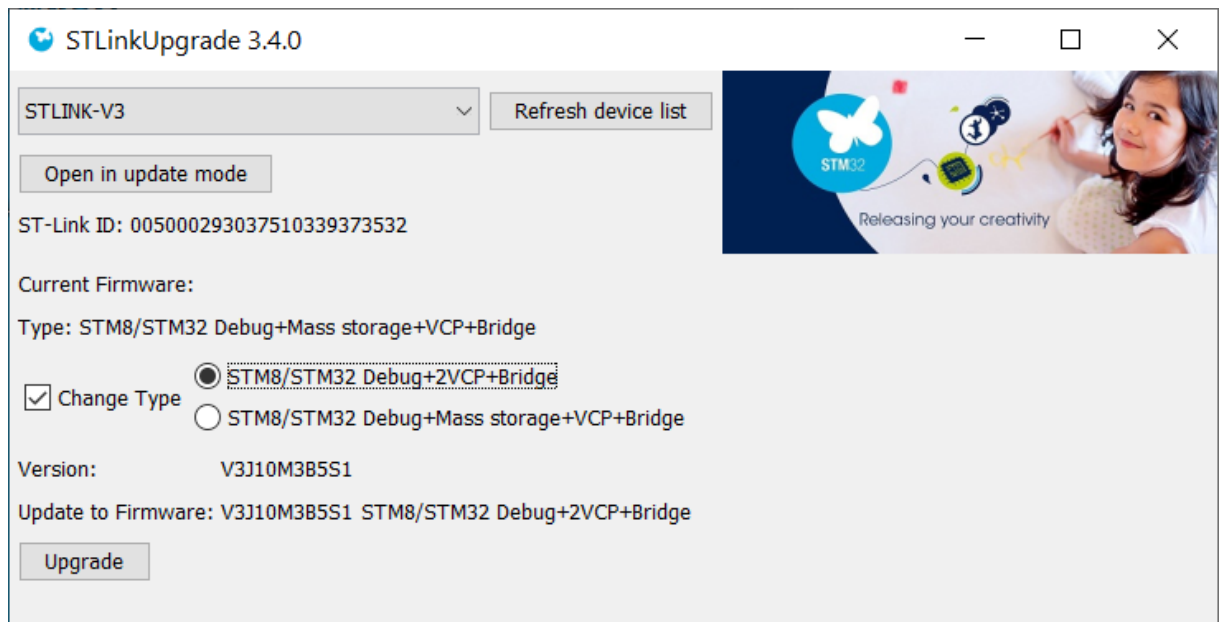 STLinkUpgrade 3.4.0
STLINK-V3
Refresh device list
Open in update mode
ST-Link ID: 005000293037510339373532
STM32
Releasing your creativity
Current Firmware:
Type: STM8/STM32 Debug+Mass storage+VCP+Bridge
Change Type
STM8/STM32 Debug+2VCP+Bridge
STM8/STM32 Debug+Mass storage+VCP+Bridge
Version: V3J10M3B5S1
Update to Firmware: V3J10M3B5S1 STM8/STM32 Debug+2VCP+Bridge
Upgrade